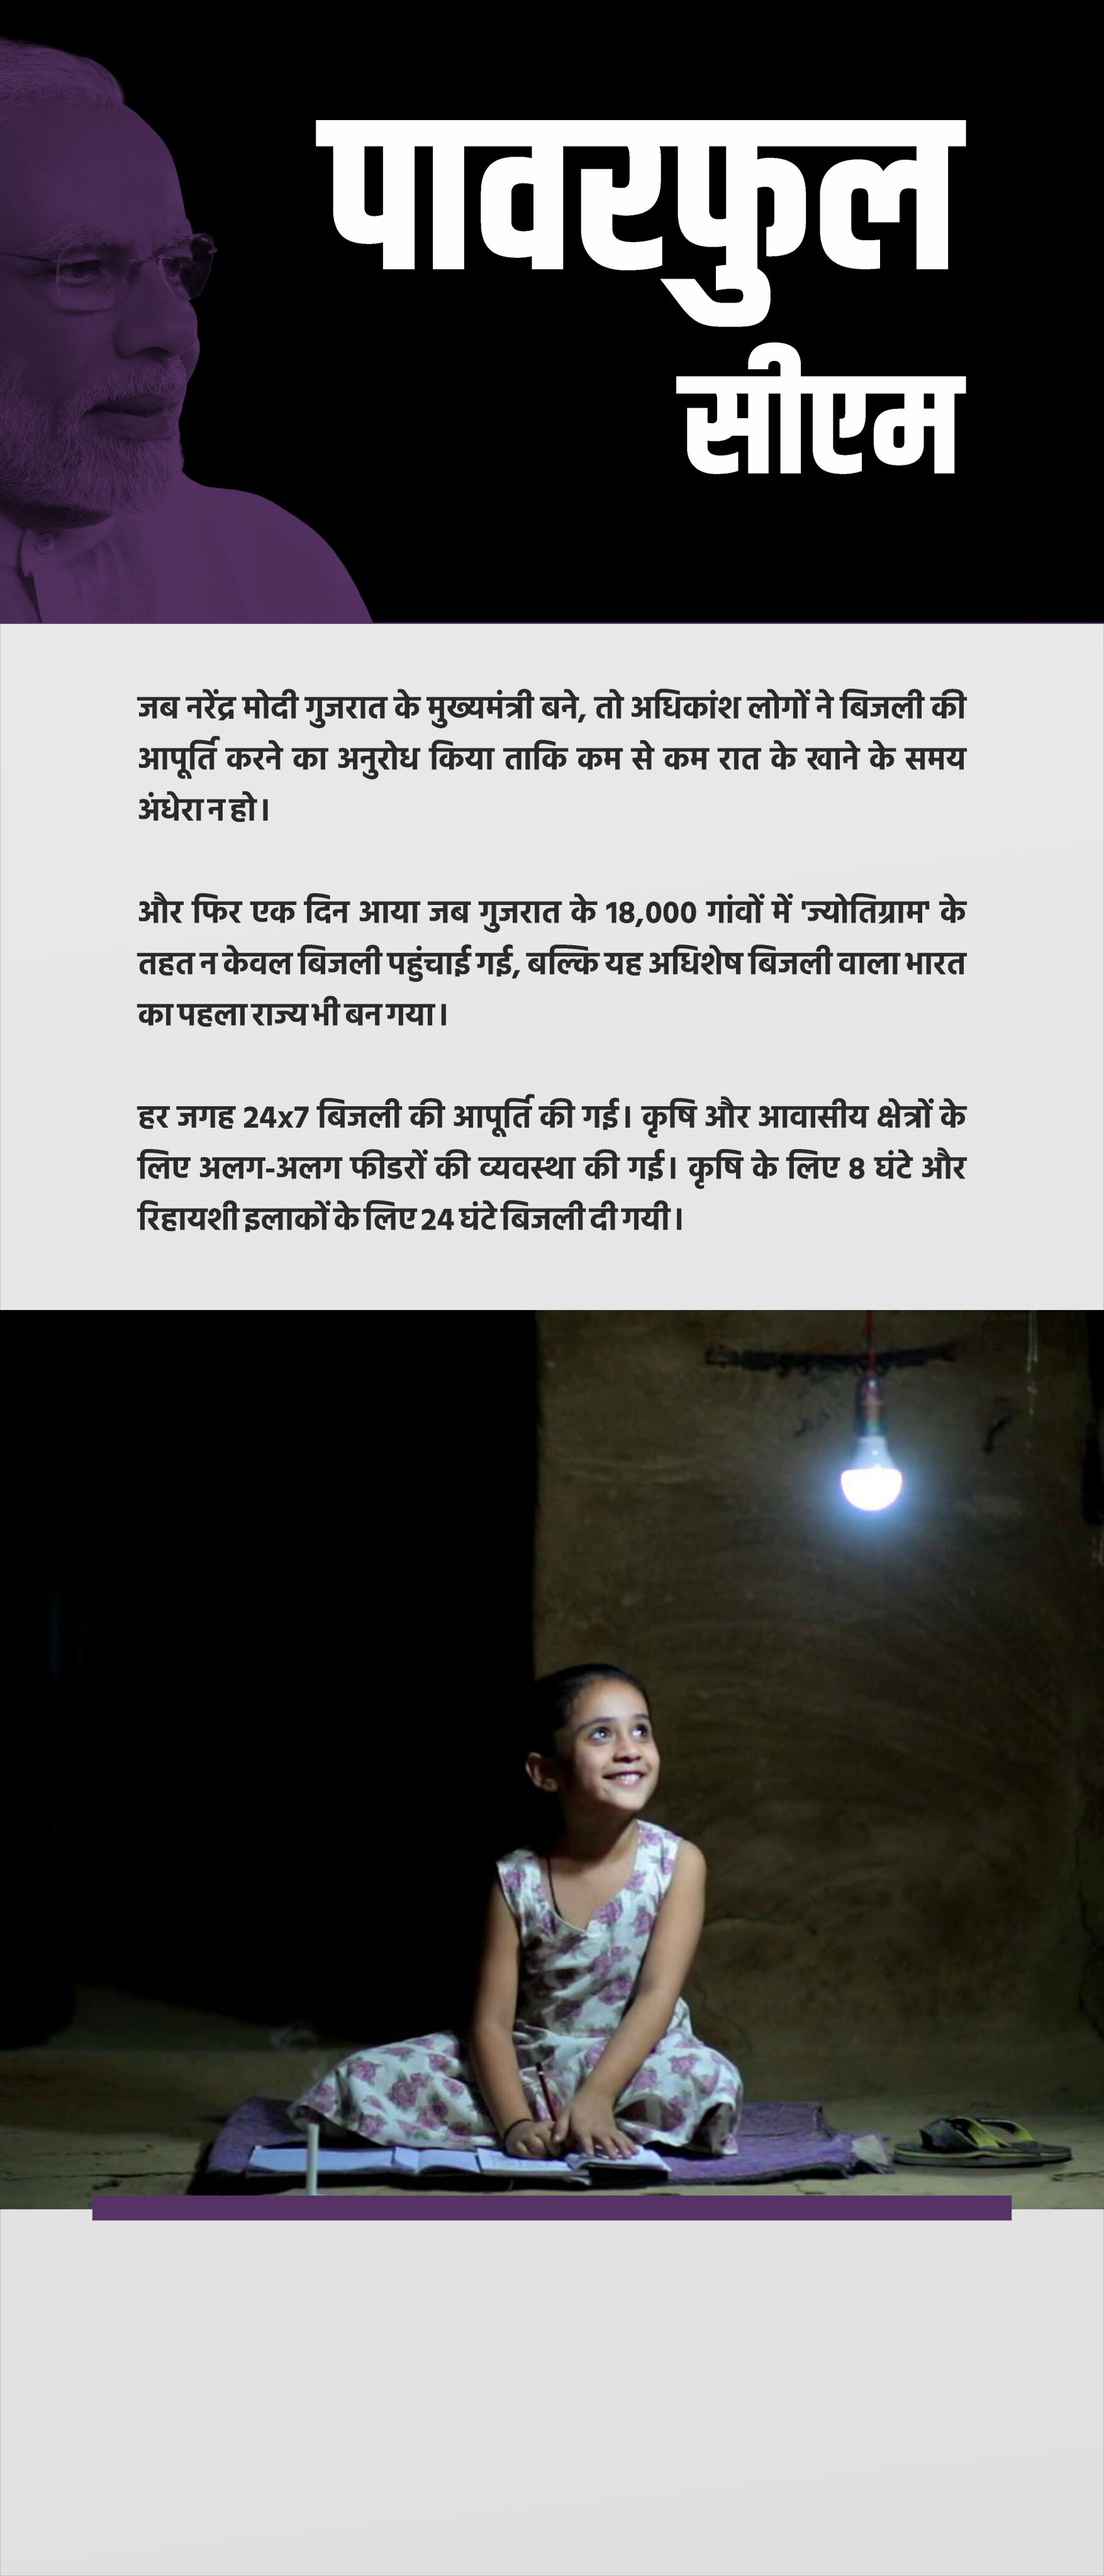 पावरफुल
सीएम
जब नरेंद्र मोदी गुजरात के मुख्यमंत्री बने, तो अधिकांश लोगों ने बिजली की
आपूर्ति करने का अनुरोध किया ताकि कम से कम रात के खाने के समय
अंधेरा न हो।
और फिर एक दिन आया जब गुजरात के 18,000 गांवों में 'ज्योतिग्राम' के
तहत न केवल बिजली पहुंचाई गई, बल्कि यह अधिशेष बिजली वाला भारत
का पहला राज्य भी बन गया।
हर जगह 24x7 बिजली की आपूर्ति की गई। कृषि और आवासीय क्षेत्रों के
लिए अलग-अलग फीडरों की व्यवस्था की गई। कृषि के लिए 8 घंटे और
रिहायशी इलाकों के लिए 24 घंटे बिजली दी गयी।